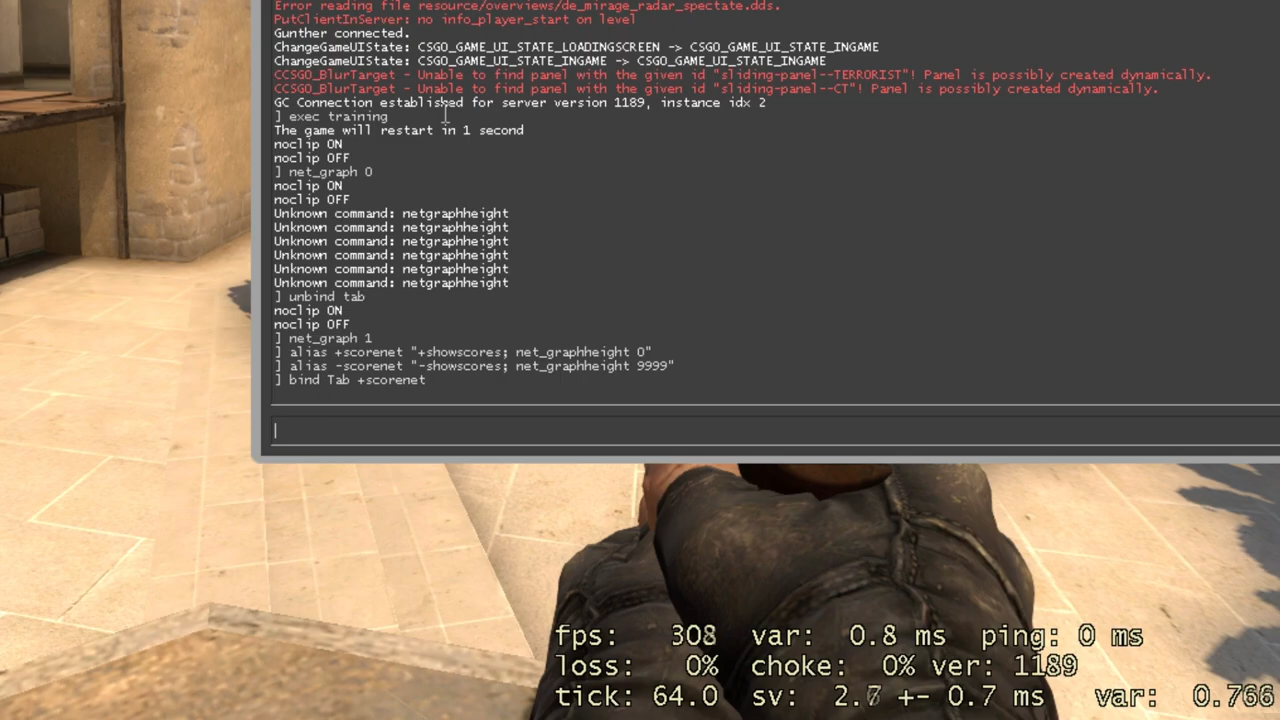 Error reading file resource/overviews/de_mirage_radar_spectate.dds.
PutClientInServer: no info_player_start on level
Gunther connected.
ChangeGameUIState: CSGO_GAME_UI_STATE_LOADINGSCREEN -> CSGO_GAME_UI_STATE_INGAME
ChangeGameUIState: CSGO_GAME_UI_STATE_INGAME -> CSGO_GAME_UI_STATE_INGAME
CCSGO_BlurTarget - Unable to find panel with the given id "sliding-panel--TERRORIST"! Panel is possibly created dynamically.
CCSGO_BlurTarget - Unable to find panel with the given id "sliding-panel--CT"! Panel is possibly created dynamically.
GC Connection established for server version 1189, instance idx 2
] exec training
The game will restart in 1 second
noclip ON
noclip OFF
] net_graph 0
noclip ON
noclip OFF
Unknown command: netgraphheight
Unknown command: netgraphheight
Unknown command: netgraphheight
Unknown command: netgraphheight
Unknown command: netgraphheight
Unknown command: netgraphheight
] unbind tab
noclip ON
noclip OFF
] net_graph 1
] alias +scorenet "+showscores; net_graphheight 0"
] alias -scorenet "-showscores; net_graphheight 9999"
] bind Tab +scorenet
fps: 308 var: 0.8 ms ping: 0 ms
loss: 0% choke: 0% ver: 1189
tick: 64.0 sv: +- 0.7 ms var: 0.766